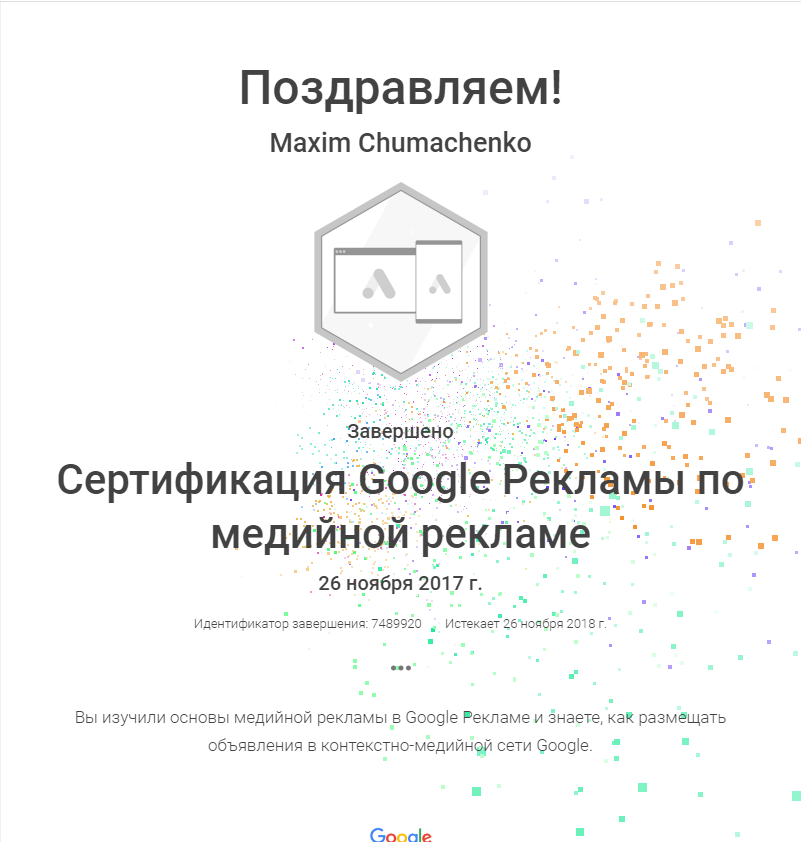 Поздравляем!
Maxim Chumachenko
Завершено
Сертификация Google Рекламы по
медийной рекламе
26 ноября 2017 г.
Идентификатор завершения: 7489920 Истекает 26 ноября 2018 г.
Вы изучили основы медийной рекламы в Google Рекламе и знаете, как размещать
объявления в контекстно-медийной сети Google.
Google